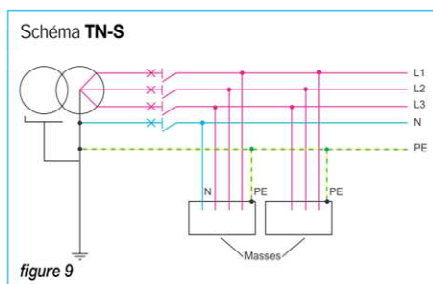 Schéma TN-S
L1
L2
L3
N
PE
N
PE
PE
Masses
figure 9